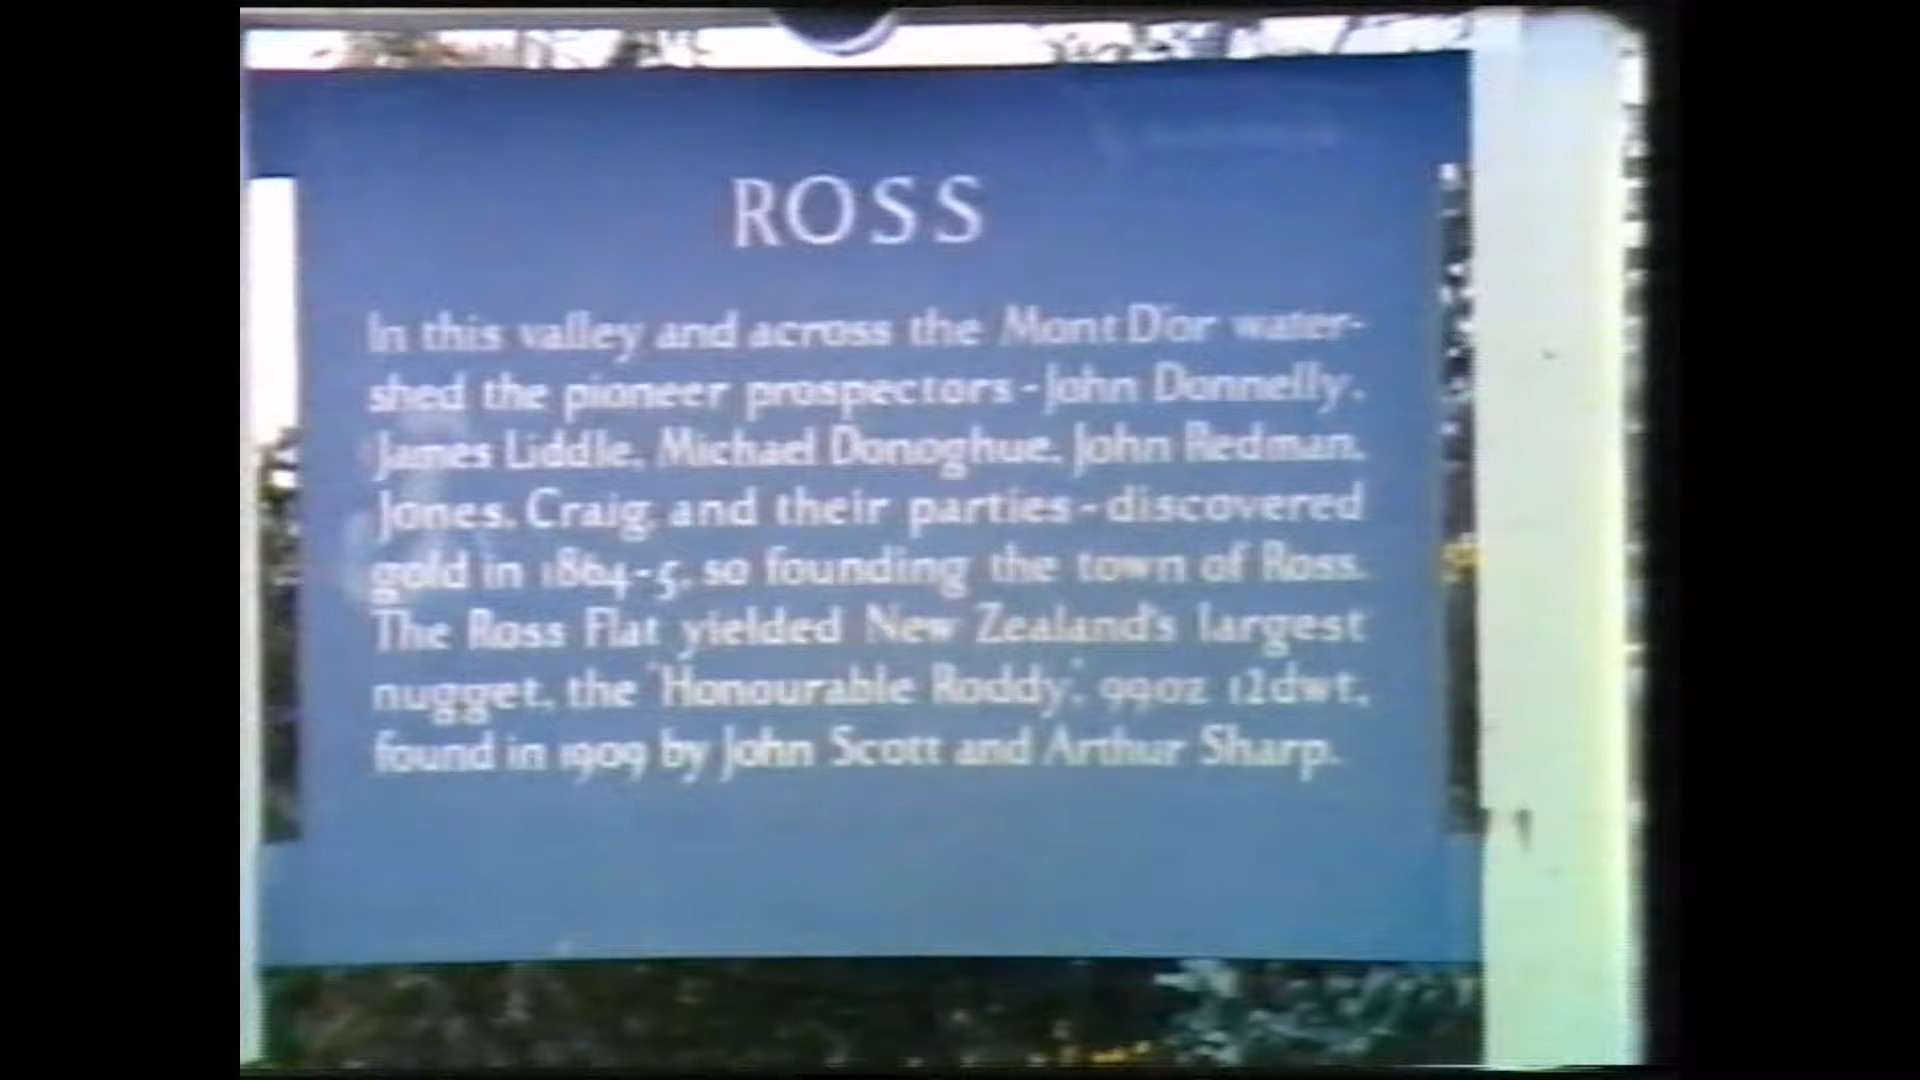 ROSS
In this valley and across the Mont D'or water-
shed the pioneer prospectors - John Donnelly,
James Liddle, Michael Donoghue, John Redman,
Jones, Craig, and their parties - discovered
gold in 1864-5, so founding the town of Ross.
The Ross Flat yielded New Zealand's largest
nugget, the "Honourable Roddy", 99oz 12dwt,
found in 1909 by John Scott and Arthur Sharp.